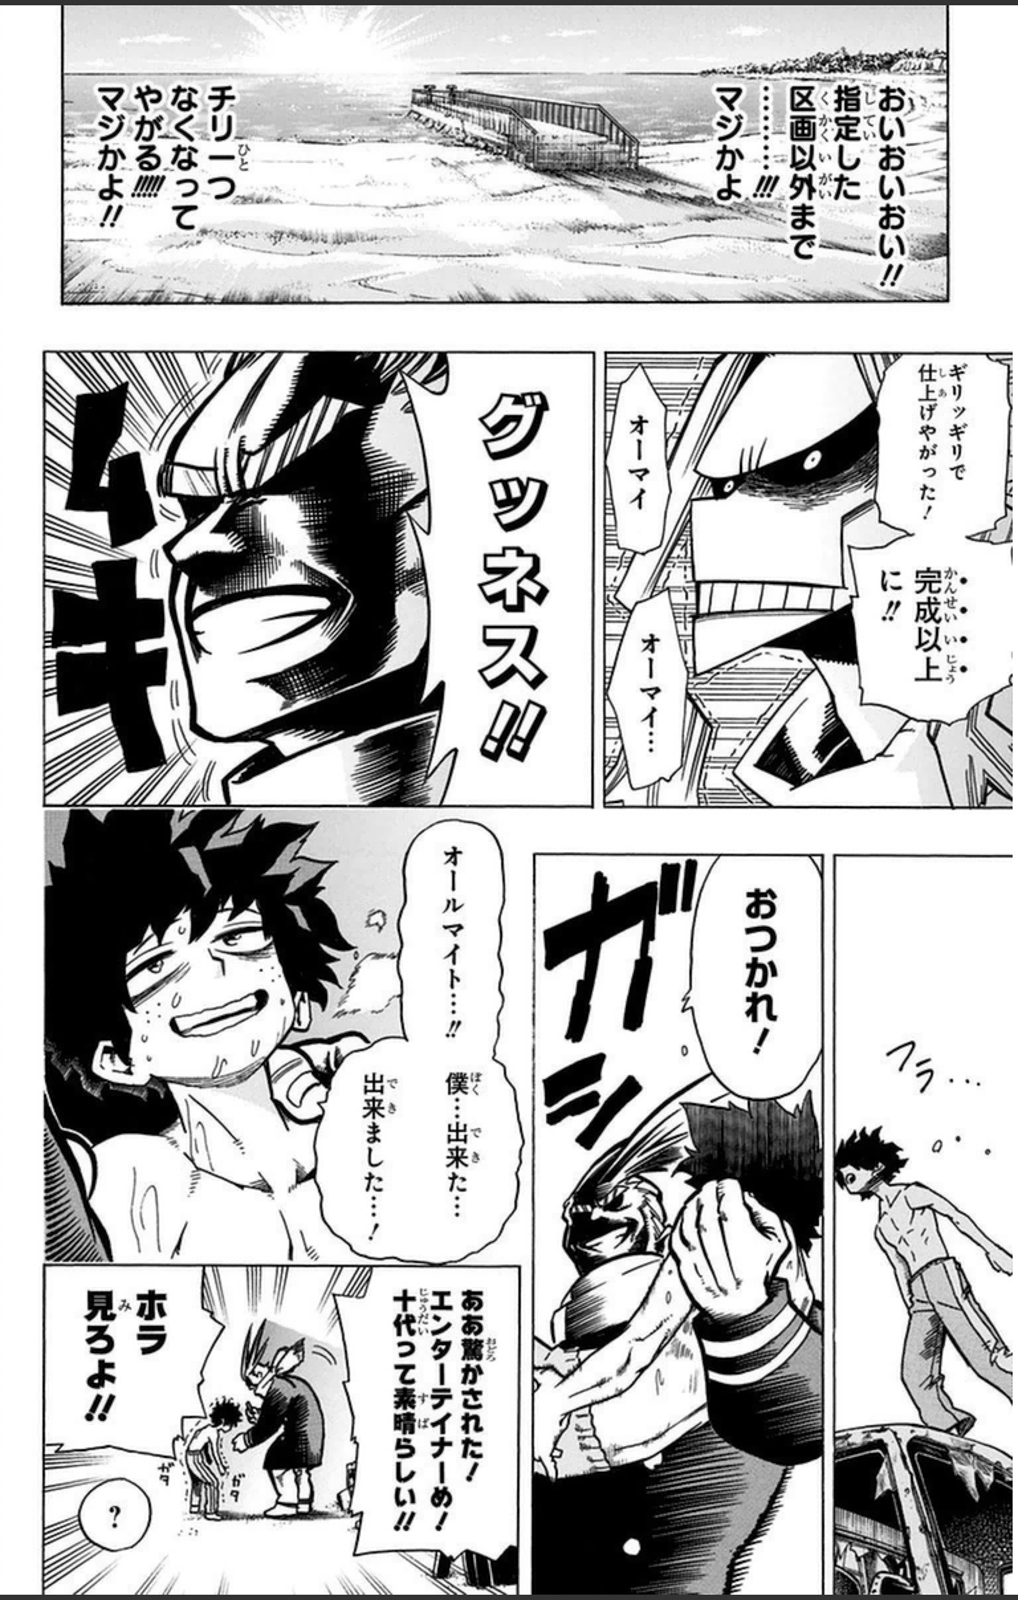 おいおいおい!!
指定した
区画以外まで
…………!!!
マジかよ
チリ一つ
なくなって
やがる!!!!!
マジかよ!!
ギリッギリで
仕上げやがった!
完成以上
に!!
オーマイ
オーマイ…
グッネス!!
ムキ
フラ…
おつかれ!
ガシ
オールマイト…!!
僕…出来た…
出来ました…!
ああ驚かされた!
エンターテイナーめ!
十代って素晴らしい!!
ホラ
見ろよ!!
ガタ
ガタ
?